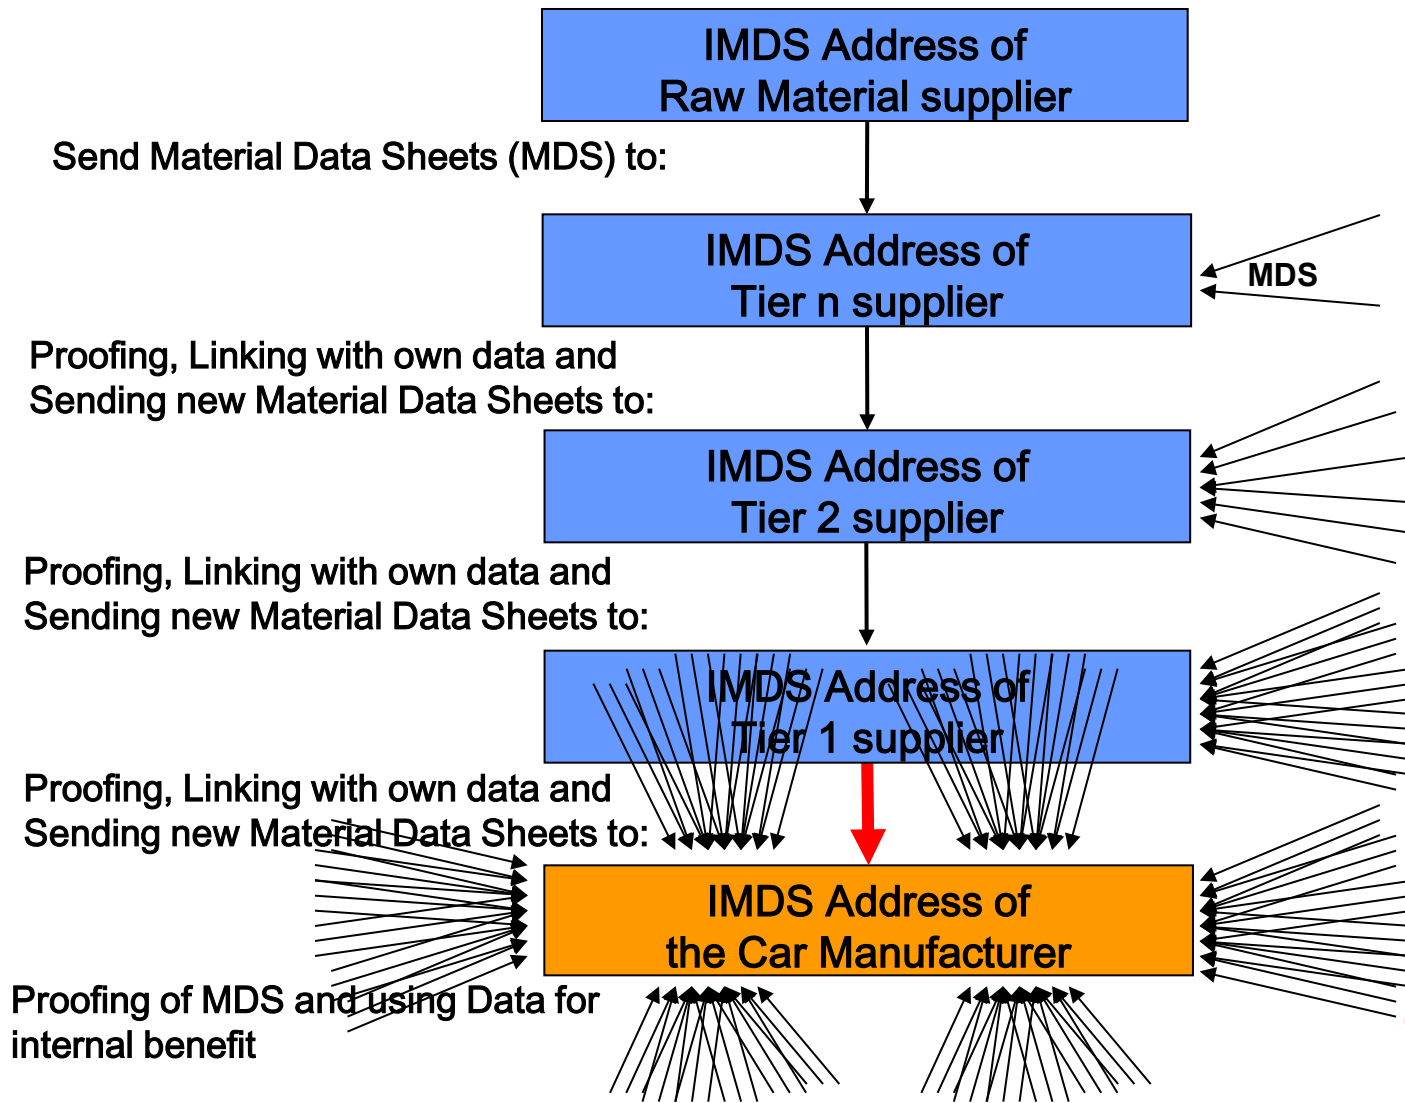 IMDS Address of
Raw Material supplier
Send Material Data Sheets (MDS) to:
IMDS Address of
Tier n supplier
MDS
Proofing, Linking with own data and
Sending new Material Data Sheets to:
IMDS Address of
Tier 2 supplier
Proofing, Linking with own data and
Sending new Material Data Sheets to:
IMDS Address of
Tier 1 supplier
Proofing, Linking with own data and
Sending new Material Data Sheets to:
IMDS Address of
the Car Manufacturer
Proofing of MDS and using Data for
internal benefit